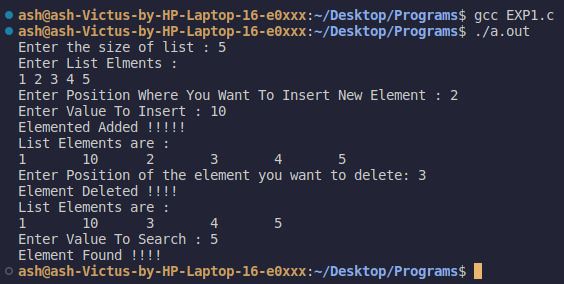 ash@ash-Victus-by-HP-Laptop-16-e0xxx:~/Desktop/Programs$ gcc EXP1.c
ash@ash-Victus-by-HP-Laptop-16-e0xxx:~/Desktop/Programs$ ./a.out
Enter the size of list : 5
Enter List Elments :
1 2 3 4 5
Enter Position Where You Want To Insert New Element : 2
Enter Value To Insert : 10
Elemented Added !!!!!
List Elements are :
1 10 2 3 4 5
Enter Position of the element you want to delete: 3
Element Deleted !!!!
List Elements are :
1 10 3 4 5
Enter Value To Search : 5
Element Found !!!!
ash@ash-Victus-by-HP-Laptop-16-e0xxx:~/Desktop/Programs$